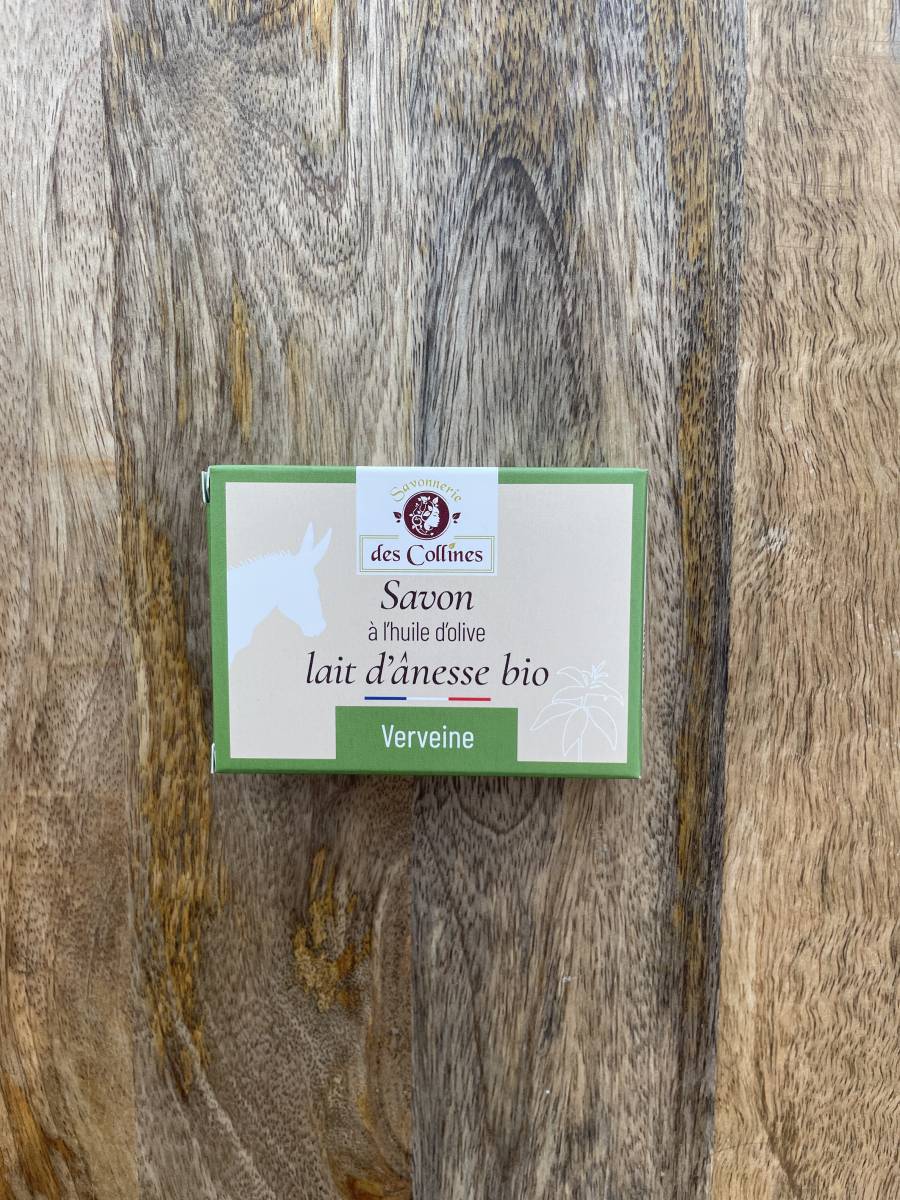 Savonnerie
des Collines
Savon
à l'huile d'olive
lait d'ânesse bio
Verveine